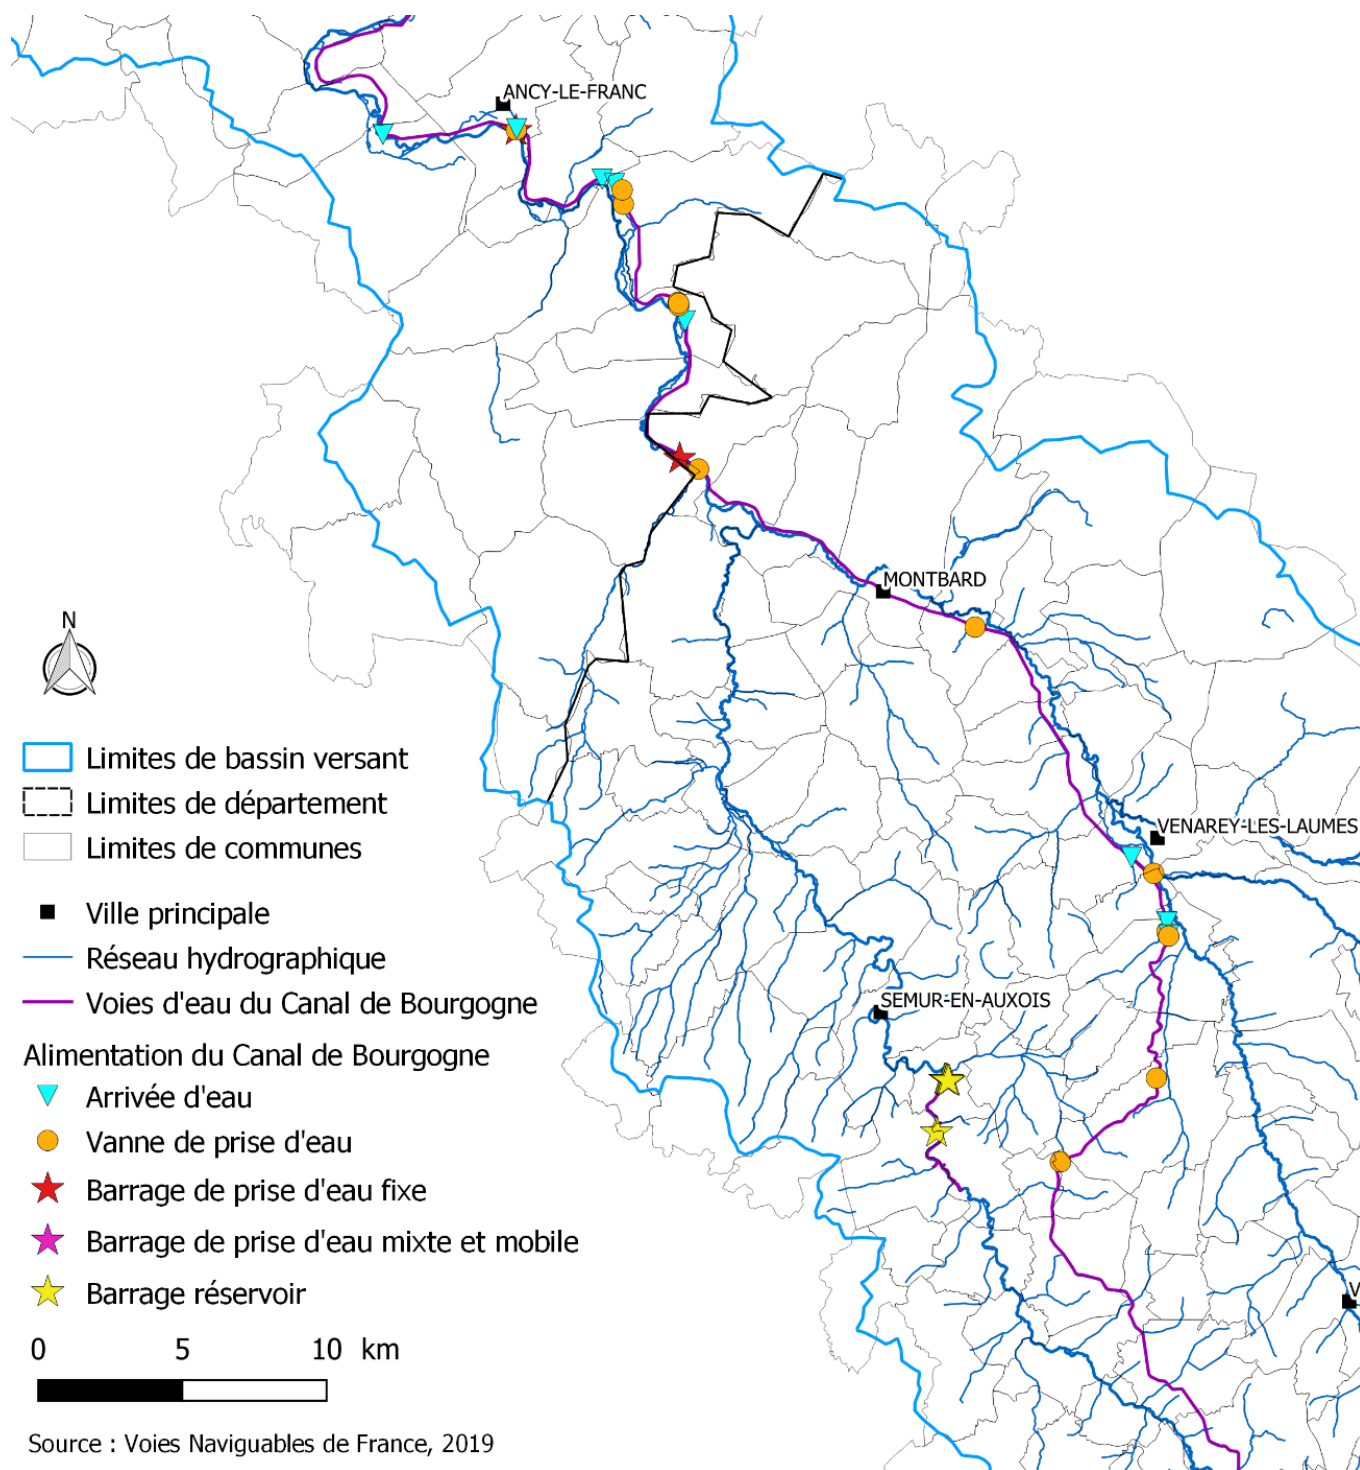 ANCY-LE-FRANC
MONTBARD
N
Limites de bassin versant
Limites de département
VENAREY-LES-LAUMES
Limites de communes
Ville principale
Réseau hydrographique
Voies d'eau du Canal de Bourgogne
SEMUR-EN-AUXOIS
Alimentation du Canal de Bourgogne
Arrivée d'eau
Vanne de prise d'eau
Barrage de prise d'eau fixe
Barrage de prise d'eau mixte et mobile
Barrage réservoir
V
0 5 10 km
Source : Voies Naviguables de France, 2019